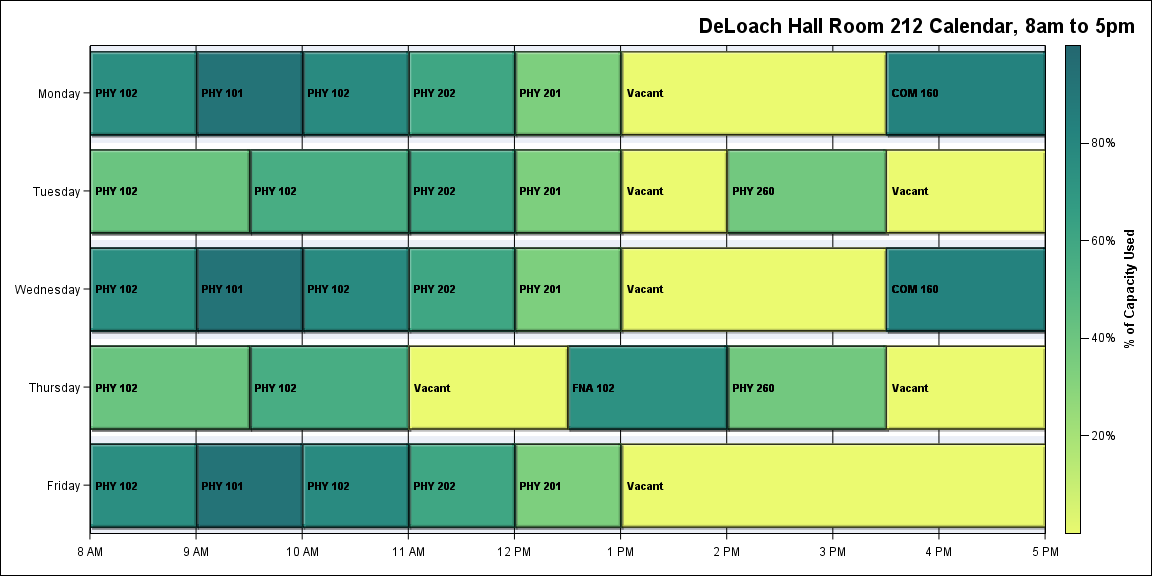 DeLoach Hall Room 212 Calendar, 8am to 5pm
Monday PHY 102 PHY 101 PHY 102 PHY 202 PHY 201 Vacant COM 160
Tuesday PHY 102 PHY 102 PHY 202 PHY 201 Vacant PHY 260 Vacant
Wednesday PHY 102 PHY 101 PHY 102 PHY 202 PHY 201 Vacant COM 160
Thursday PHY 102 PHY 102 Vacant FNA 102 PHY 260 Vacant
Friday PHY 102 PHY 101 PHY 102 PHY 202 PHY 201 Vacant
8 AM 9 AM 10 AM 11 AM 12 PM 1 PM 2 PM 3 PM 4 PM 5 PM
80%
60%
40%
20%
% of Capacity Used